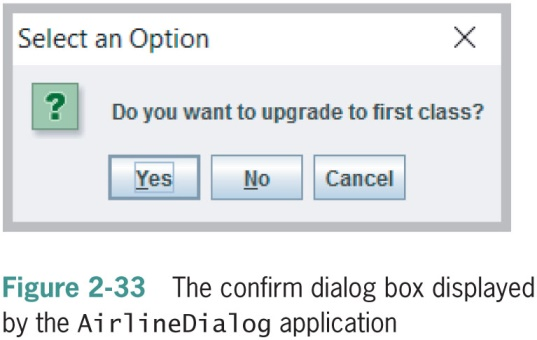 Select an Option
?
Do you want to upgrade to first class?
Yes No Cancel
Figure 2-33 The confirm dialog box displayed
by the AirlineDialog application